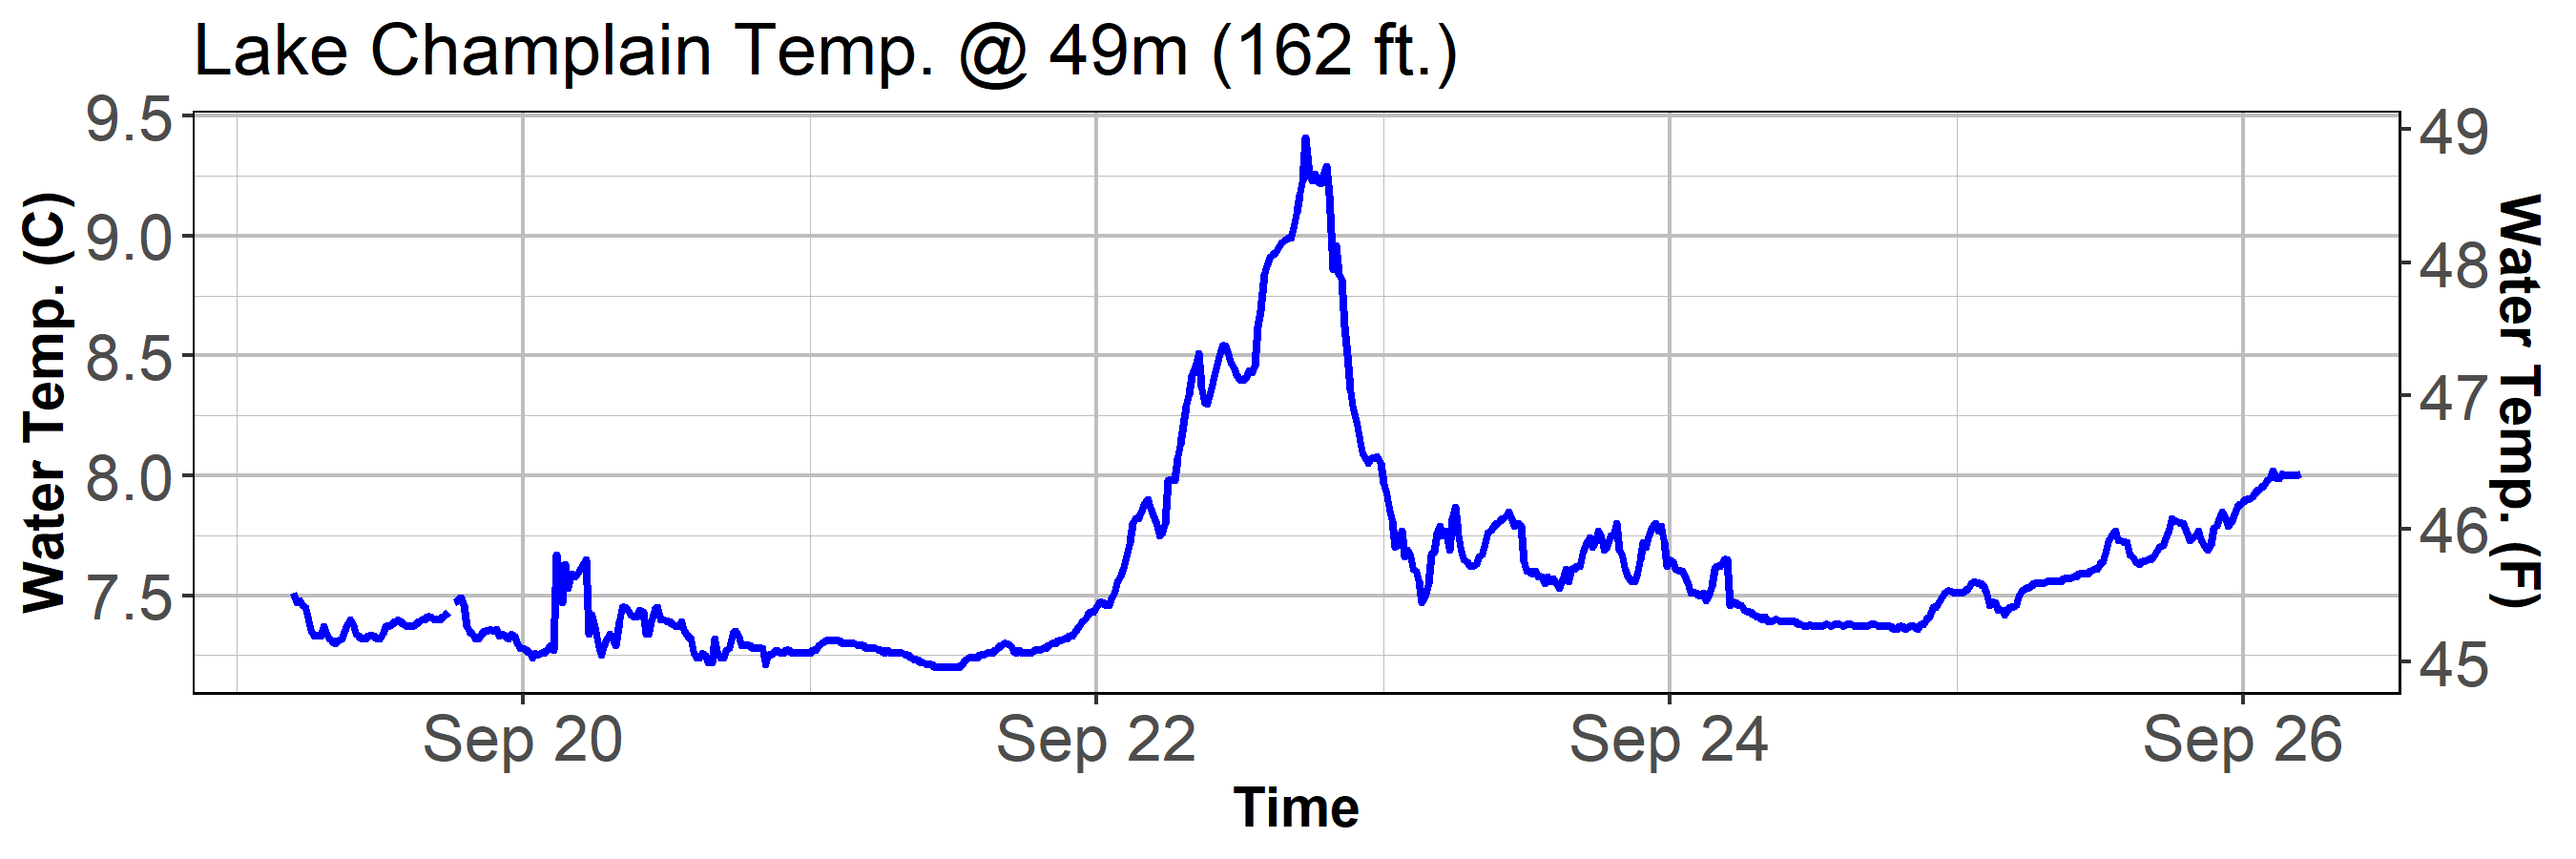 Lake Champlain Temp. @ 49m (162 ft.)
Water Temp. (C)
9.5
9.0
8.5
8.0
7.5
49
48
47
46
45
Water Temp. (F)
Sep 20 Sep 22 Sep 24 Sep 26
Time